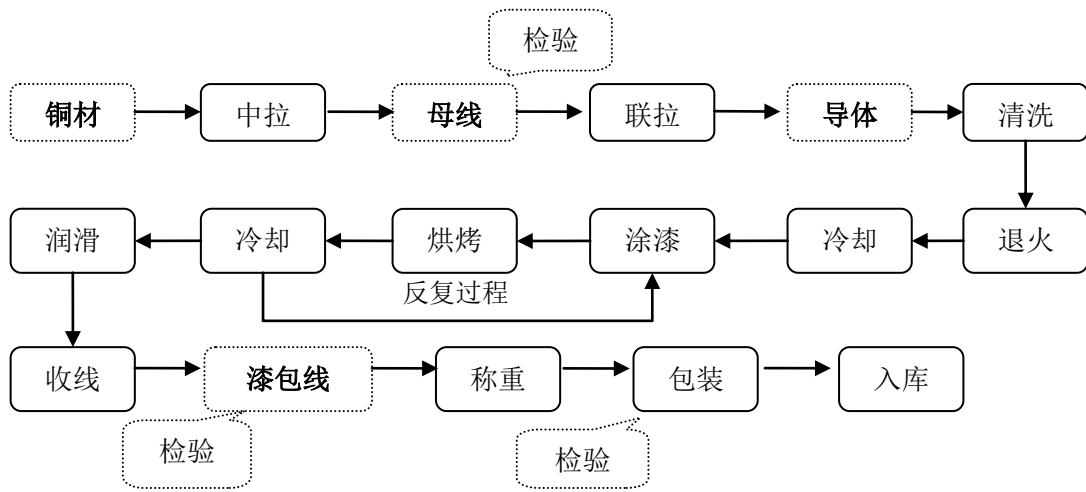 检验
铜材 中拉 母线 联拉 导体 清洗
润滑 冷却 烘烤 涂漆 冷却 退火
反复过程
收线 漆包线 称重 包装 入库
检验 检验